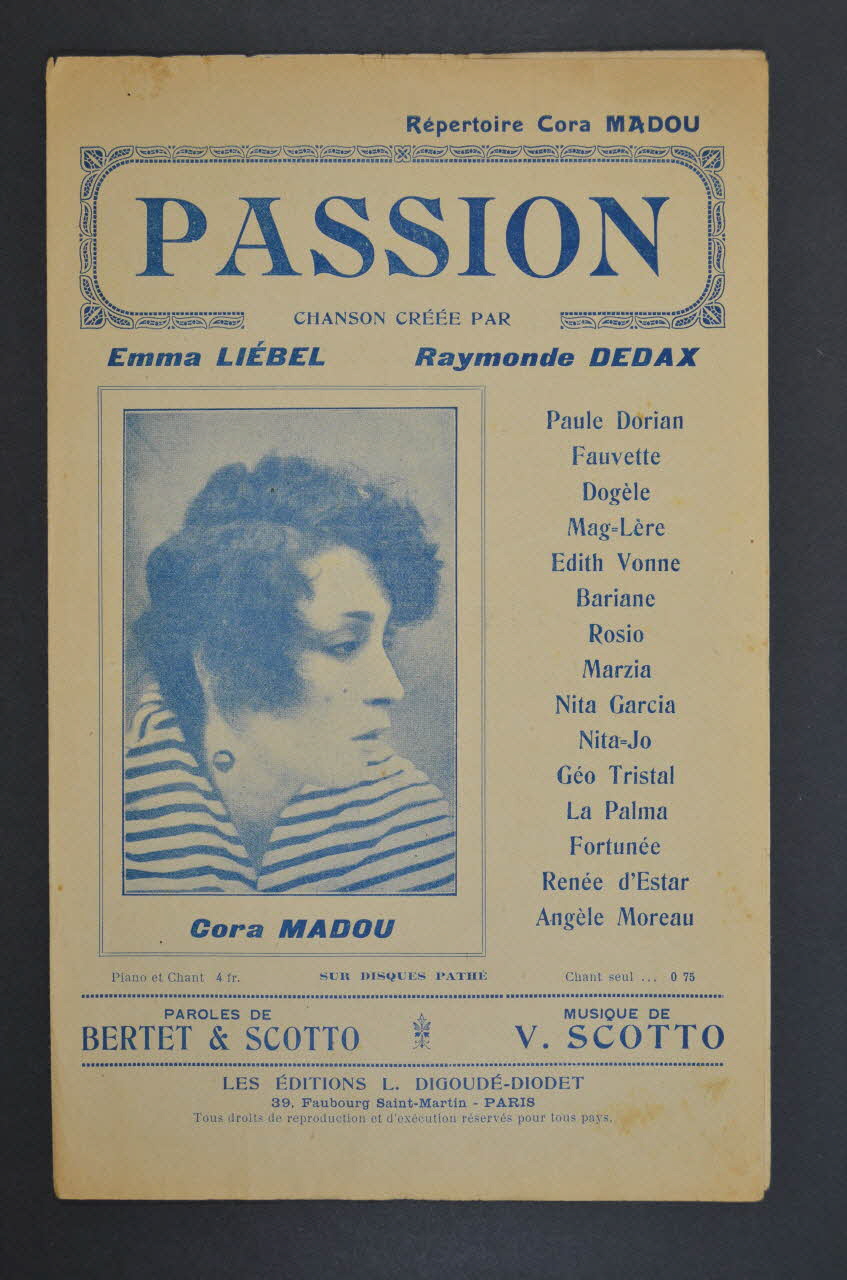 Répertoire Cora MADOU
PASSION
CHANSON CRÉÉE PAR
Emma LIÉBEL Raymonde DEDAX
Paule Dorian
Fauvette
Dogèle
Mag=Lère
Edith Vonne
Bariane
Rosio
Marzia
Nita Garcia
Nita=Jo
Géo Tristal
La Palma
Fortunée
Renée d'Estar
Angèle Moreau
Cora MADOU
Piano et Chant 4 fr. SUR DISQUES PATHÉ Chant seul ... 0 75
PAROLES DE
BERTET & SCOTTO
MUSIQUE DE
V. SCOTTO
LES ÉDITIONS L. DIGOUDÉ-DIODET
39, Faubourg Saint-Martin - PARIS
Tous droits de reproduction et d'exécution réservés pour tous pays.